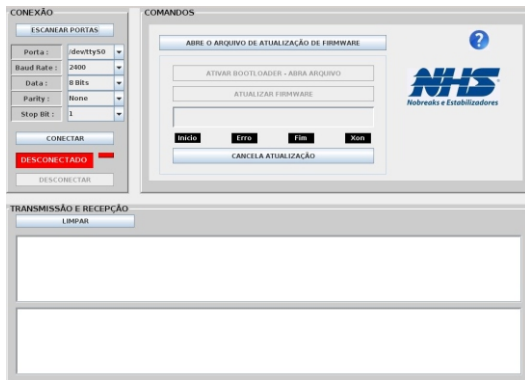 CONEXÃO
ESCANEAR PORTAS
Porta : /dev/ttyS0
Baud Rate : 2400
Data : 8 Bits
Parity : None
Stop Bit : 1
CONECTAR
DESCONECTADO
DESCONECTAR
COMANDOS
ABRE O ARQUIVO DE ATUALIZAÇÃO DE FIRMWARE
ATIVAR BOOTLOADER - ABRA ARQUIVO
ATUALIZAR FIRMWARE
Início Erro Fim Xon
CANCELA ATUALIZAÇÃO
?
NHS
Nobreaks e Estabilizadores
TRANSMISSÃO E RECEPÇÃO
LIMPAR